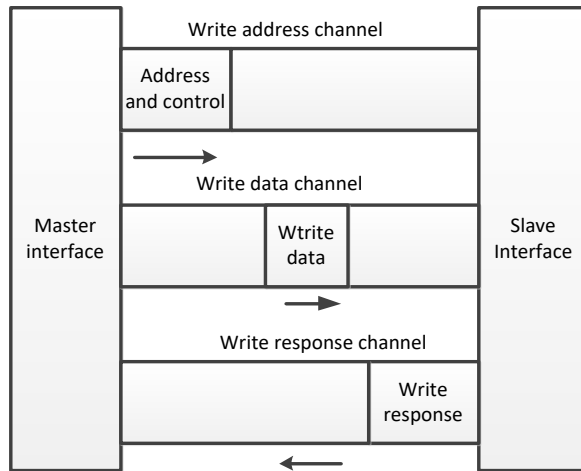 Write address channel
Address
and control
Write data channel
Master
interface
Wtrite
data
Slave
Interface
Write response channel
Write
response